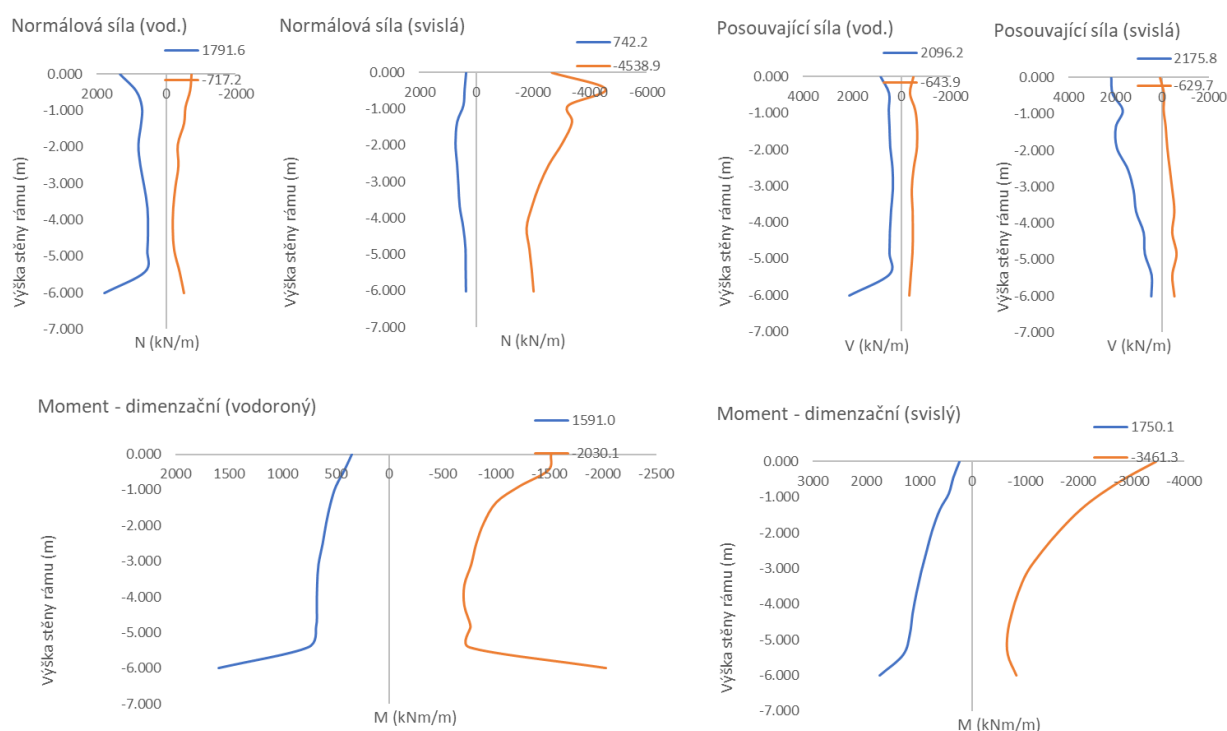 Normálová síla (vod.)
1791.6
-717.2
0.000
-1.000
-2.000
-3.000
-4.000
-5.000
-6.000
-7.000
2000 0 -2000
Výška stěny rámu (m)
N (kN/m)
Normálová síla (svislá)
742.2
-4538.9
0.000
-1.000
-2.000
-3.000
-4.000
-5.000
-6.000
-7.000
2000 0 -2000 -4000 -6000
Výška stěny rámu (m)
N (kN/m)
Posouvající síla (vod.)
2096.2
-643.9
0.000
-1.000
-2.000
-3.000
-4.000
-5.000
-6.000
-7.000
4000 2000 0 -2000
Výška stěny rámu (m)
V (kN/m)
Posouvající síla (svislá)
2175.8
-629.7
0.000
-1.000
-2.000
-3.000
-4.000
-5.000
-6.000
-7.000
4000 2000 0 -2000
Výška stěny rámu (m)
V (kN/m)
Moment - dimenzační (vodoroný)
1591.0
-2030.1
0.000
-1.000
-2.000
-3.000
-4.000
-5.000
-6.000
-7.000
2000 1500 1000 500 0 -500 -1000 -1500 -2000 -2500
Výška stěny rámu (m)
M (kNm/m)
Moment - dimenzační (svislý)
1750.1
-3461.3
0.000
-1.000
-2.000
-3.000
-4.000
-5.000
-6.000
-7.000
3000 2000 1000 0 -1000 -2000 -3000 -4000
Výška stěny rámu (m)
M (kNm/m)